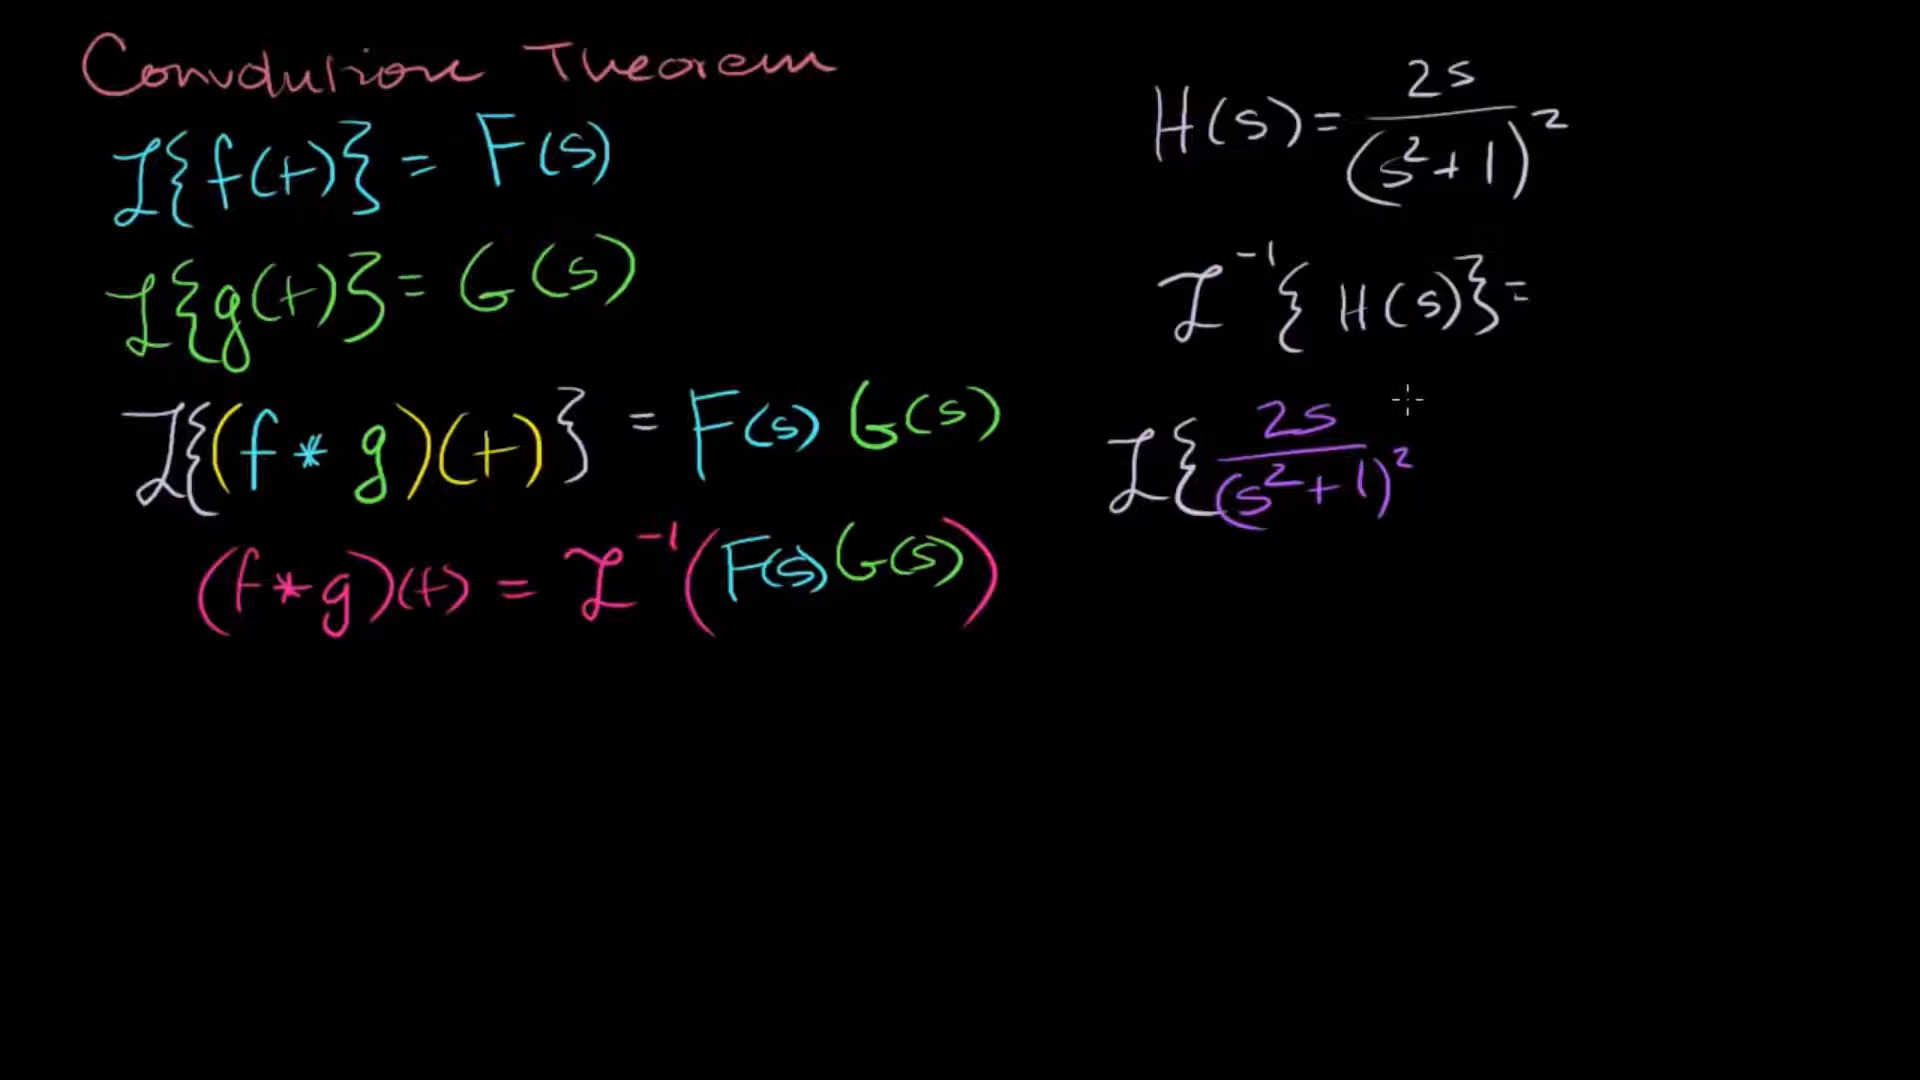 Convolution Theorem
ℒ{f(t)} = F(s)
ℒ{g(t)} = G(s)
ℒ{(f * g)(t)} = F(s) G(s)
(f * g)(t) = ℒ⁻¹(F(s) G(s))
H(s) = 2s / (s² + 1)²
ℒ⁻¹{H(s)} =
ℒ{2s / (s² + 1)²